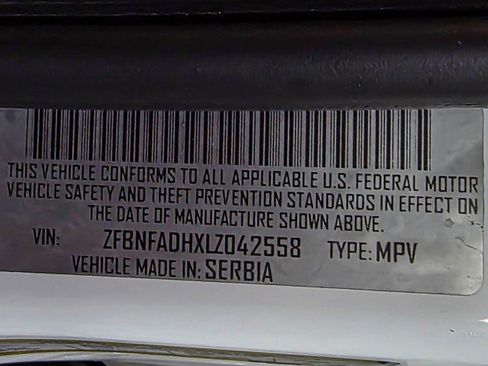 THIS VEHICLE CONFORMS TO ALL APPLICABLE U.S. FEDERAL MOTOR
VEHICLE SAFETY AND THEFT PREVENTION STANDARDS IN EFFECT ON
THE DATE OF MANUFACTURE SHOWN ABOVE.
VIN: ZFBNFADHXLZ042558 TYPE: MPV
VEHICLE MADE IN: SERBIA